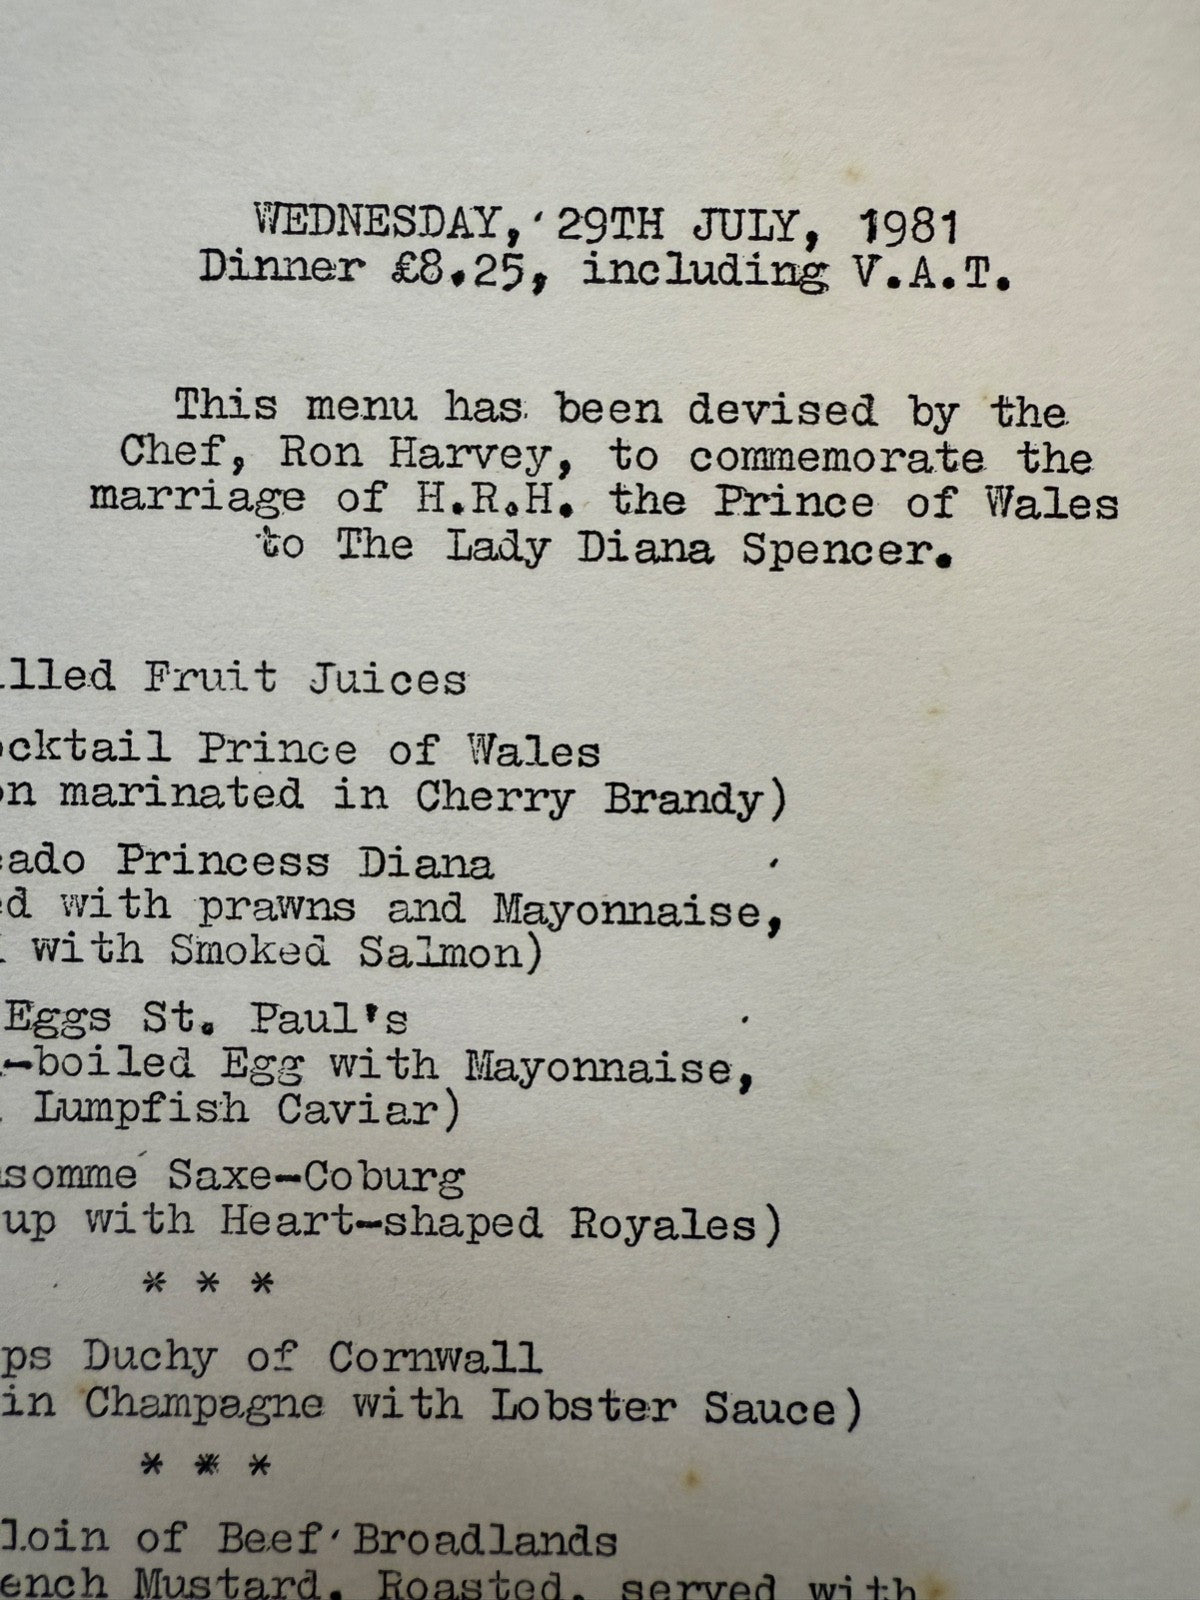 WEDNESDAY, 29TH JULY, 1981
Dinner £8.25, including V.A.T.
This menu has been devised by the
Chef, Ron Harvey, to commemorate the
marriage of H.R.H. the Prince of Wales
to The Lady Diana Spencer.
illed Fruit Juices
ocktail Prince of Wales
on marinated in Cherry Brandy)
cado Princess Diana
ed with prawns and Mayonnaise,
with Smoked Salmon)
Eggs St. Paul's
-boiled Egg with Mayonnaise,
Lumpfish Caviar)
nsommé Saxe-Coburg
up with Heart-shaped Royales)
* * *
ps Duchy of Cornwall
in Champagne with Lobster Sauce)
* * *
loin of Beef Broadlands
ench Mustard. Roasted, served with